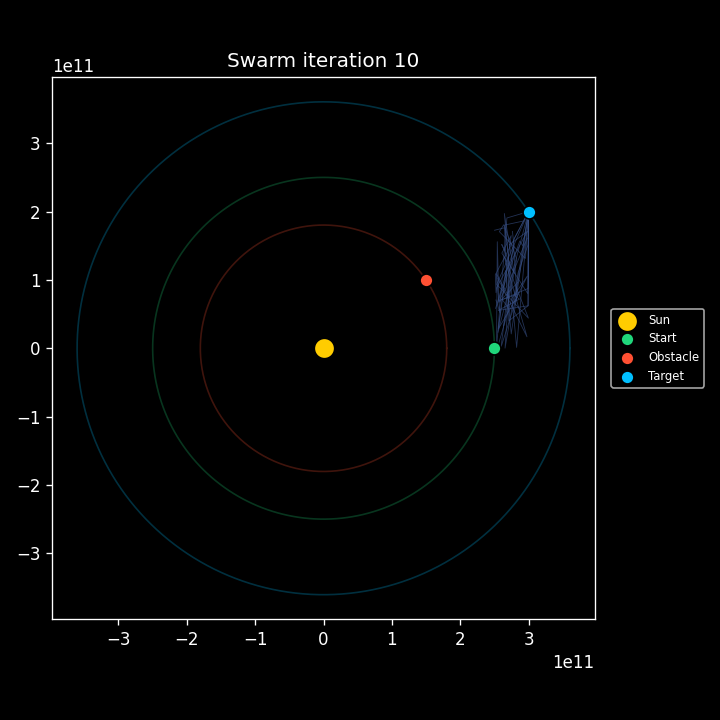 Swarm iteration 10
1e11
3
2
1
0
−1
−2
−3
−3
−2
−1
0
1
2
3
1e11
Sun
Start
Obstacle
Target